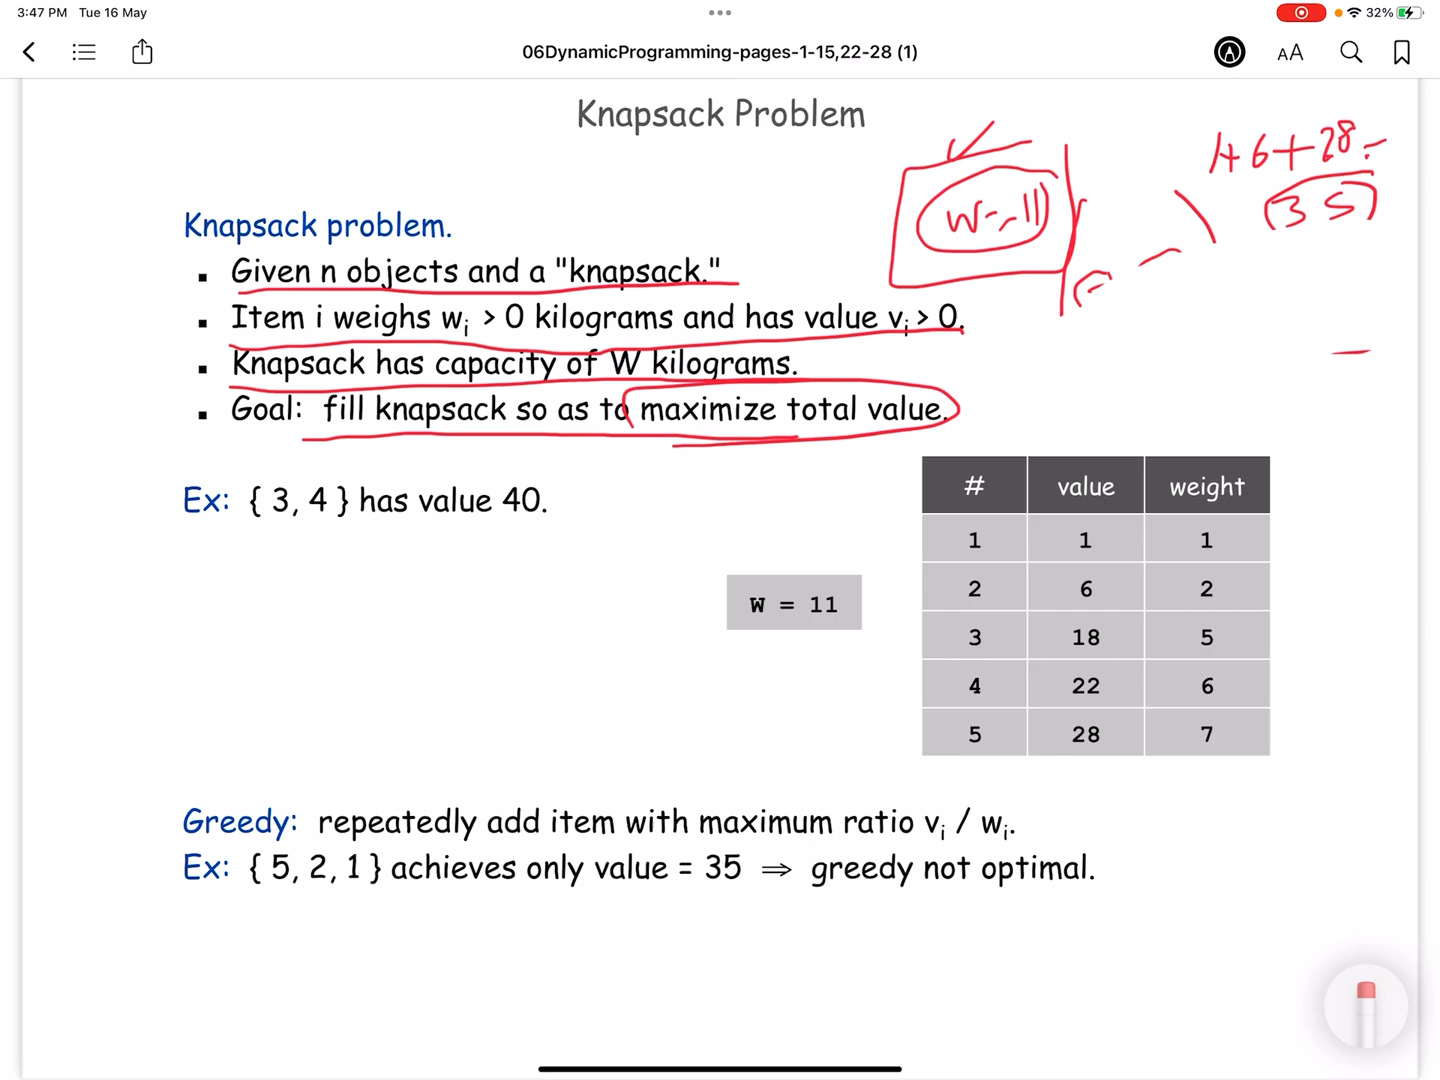 3:47 PM Tue 16 May
32%
06DynamicProgramming-pages-1-15,22-28 (1)
AA
Knapsack Problem
1+6+28=
(35)
W=11
Knapsack problem.
▪ Given n objects and a "knapsack."
▪ Item i weighs wi > 0 kilograms and has value vi > 0.
▪ Knapsack has capacity of W kilograms.
▪ Goal: fill knapsack so as to maximize total value.
Ex: { 3, 4 } has value 40.
# value weight
1 1 1
2 6 2
W = 11
3 18 5
4 22 6
5 28 7
Greedy: repeatedly add item with maximum ratio vi / wi.
Ex: { 5, 2, 1 } achieves only value = 35 ⇒ greedy not optimal.